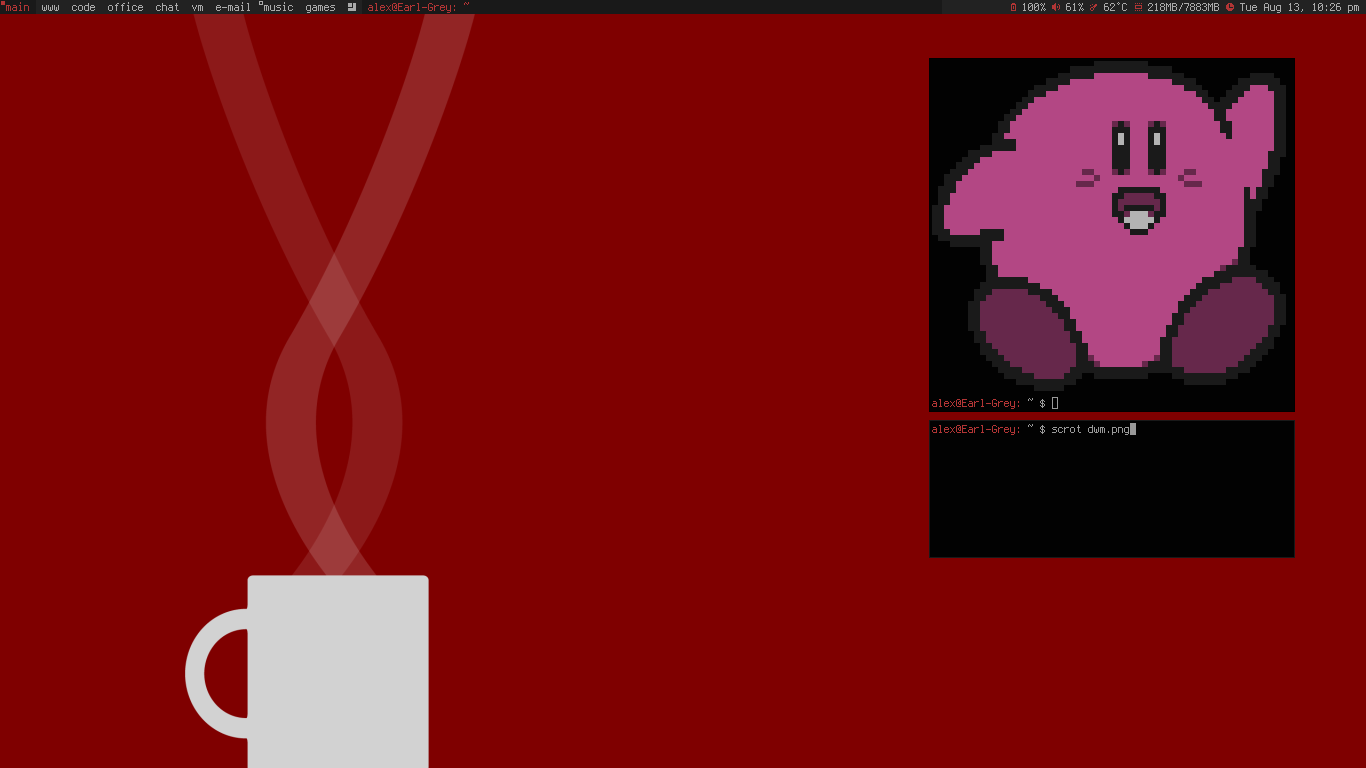 main www code office chat vm e-mail music games alex@Earl-Grey: ~ 100% 61% 62°C 218MB/7883MB Tue Aug 13, 10:26 pm
alex@Earl-Grey: ~ $
alex@Earl-Grey: ~ $ scrot dwm.png